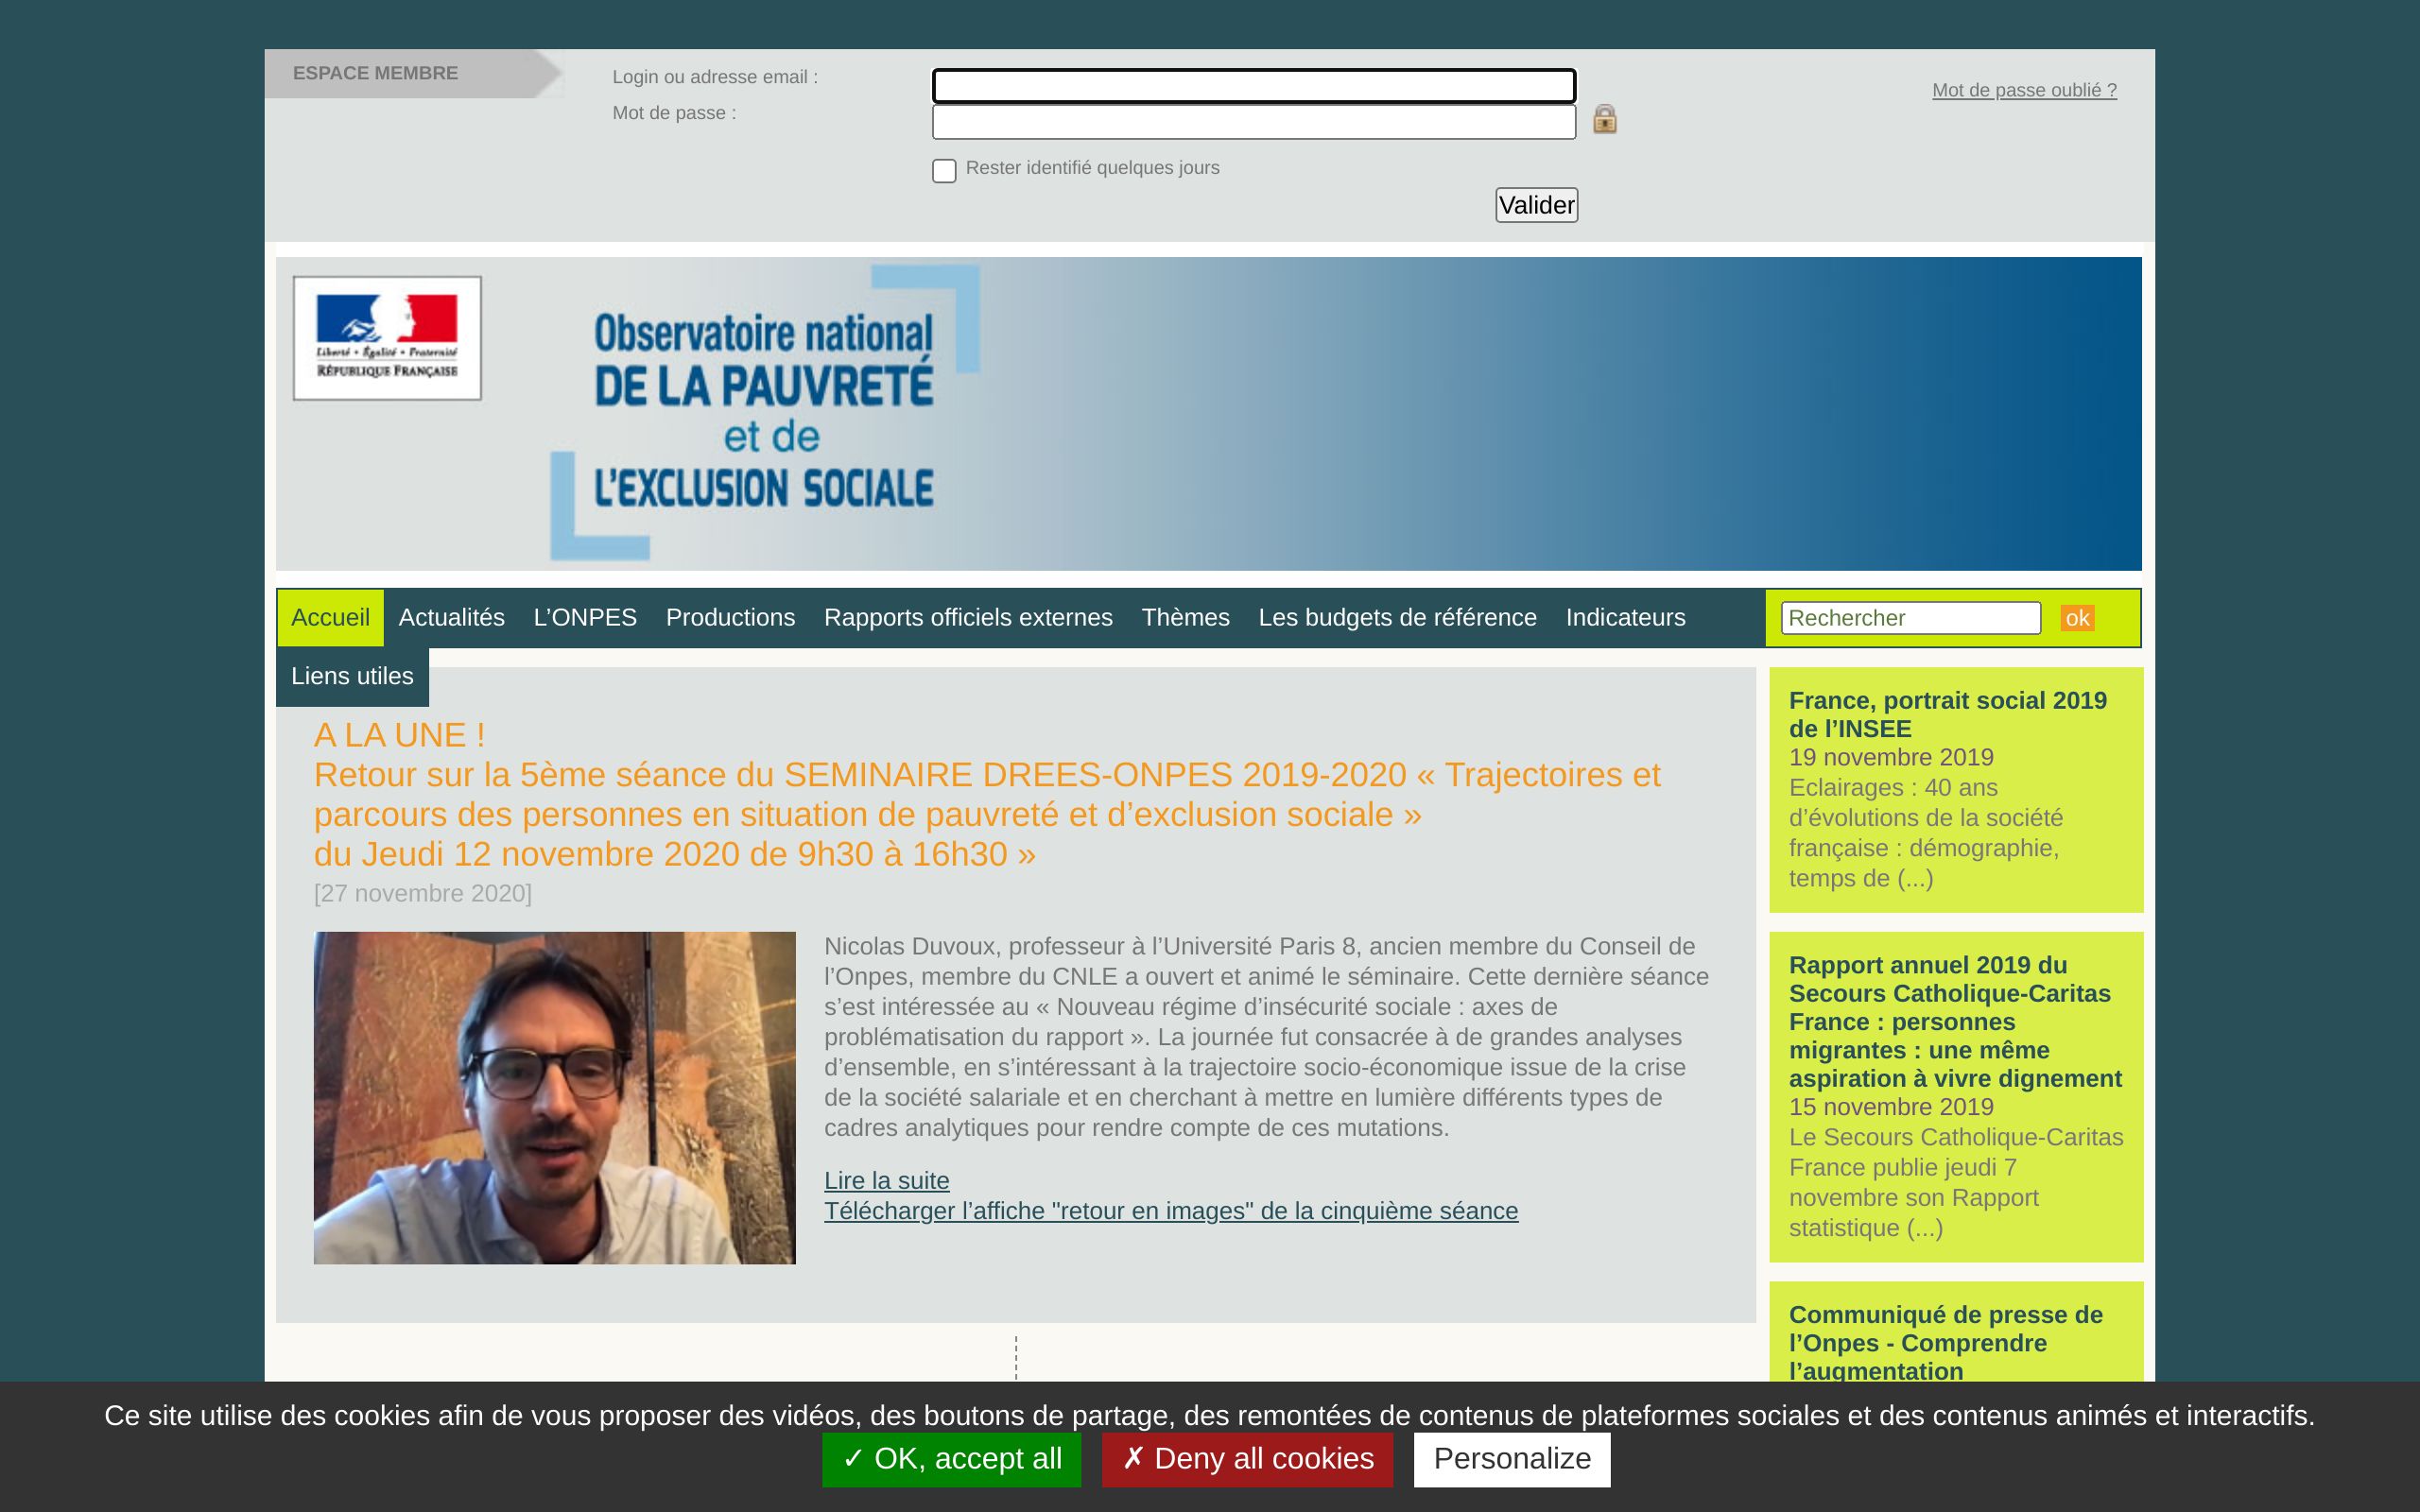 ESPACE MEMBRE
Login ou adresse email :
Mot de passe :
Mot de passe oublié ?
Rester identifié quelques jours
Valider
Liberté • Égalité • Fraternité
RÉPUBLIQUE FRANÇAISE
Observatoire national
DE LA PAUVRETÉ
et de
L'EXCLUSION SOCIALE
Accueil Actualités L’ONPES Productions Rapports officiels externes Thèmes Les budgets de référence Indicateurs
Rechercher ok
Liens utiles
A LA UNE !
Retour sur la 5ème séance du SEMINAIRE DREES-ONPES 2019-2020 « Trajectoires et
parcours des personnes en situation de pauvreté et d’exclusion sociale »
du Jeudi 12 novembre 2020 de 9h30 à 16h30 »
[27 novembre 2020]
Nicolas Duvoux, professeur à l’Université Paris 8, ancien membre du Conseil de
l’Onpes, membre du CNLE a ouvert et animé le séminaire. Cette dernière séance
s’est intéressée au « Nouveau régime d’insécurité sociale : axes de
problématisation du rapport ». La journée fut consacrée à de grandes analyses
d’ensemble, en s’intéressant à la trajectoire socio-économique issue de la crise
de la société salariale et en cherchant à mettre en lumière différents types de
cadres analytiques pour rendre compte de ces mutations.
Lire la suite
Télécharger l’affiche "retour en images" de la cinquième séance
France, portrait social 2019
de l’INSEE
19 novembre 2019
Eclairages : 40 ans
d’évolutions de la société
française : démographie,
temps de (...)
Rapport annuel 2019 du
Secours Catholique-Caritas
France : personnes
migrantes : une même
aspiration à vivre dignement
15 novembre 2019
Le Secours Catholique-Caritas
France publie jeudi 7
novembre son Rapport
statistique (...)
Communiqué de presse de
l’Onpes - Comprendre
l’augmentation
Ce site utilise des cookies afin de vous proposer des vidéos, des boutons de partage, des remontées de contenus de plateformes sociales et des contenus animés et interactifs.
✓ OK, accept all ✗ Deny all cookies Personalize